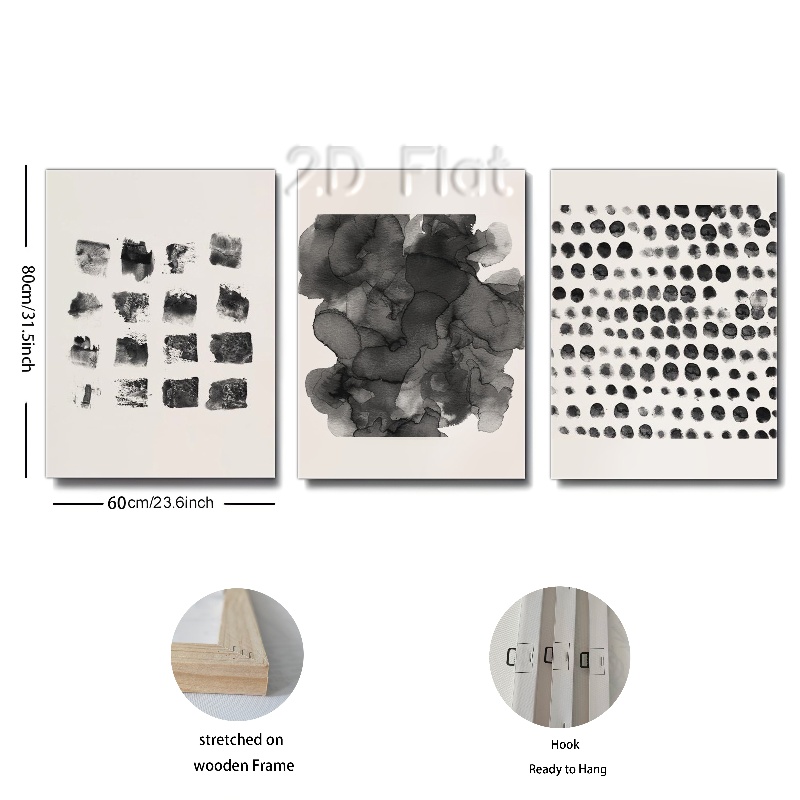 2D Flat
80cm/31.5inch
60cm/23.6inch
stretched on
wooden Frame
Hook
Ready to Hang